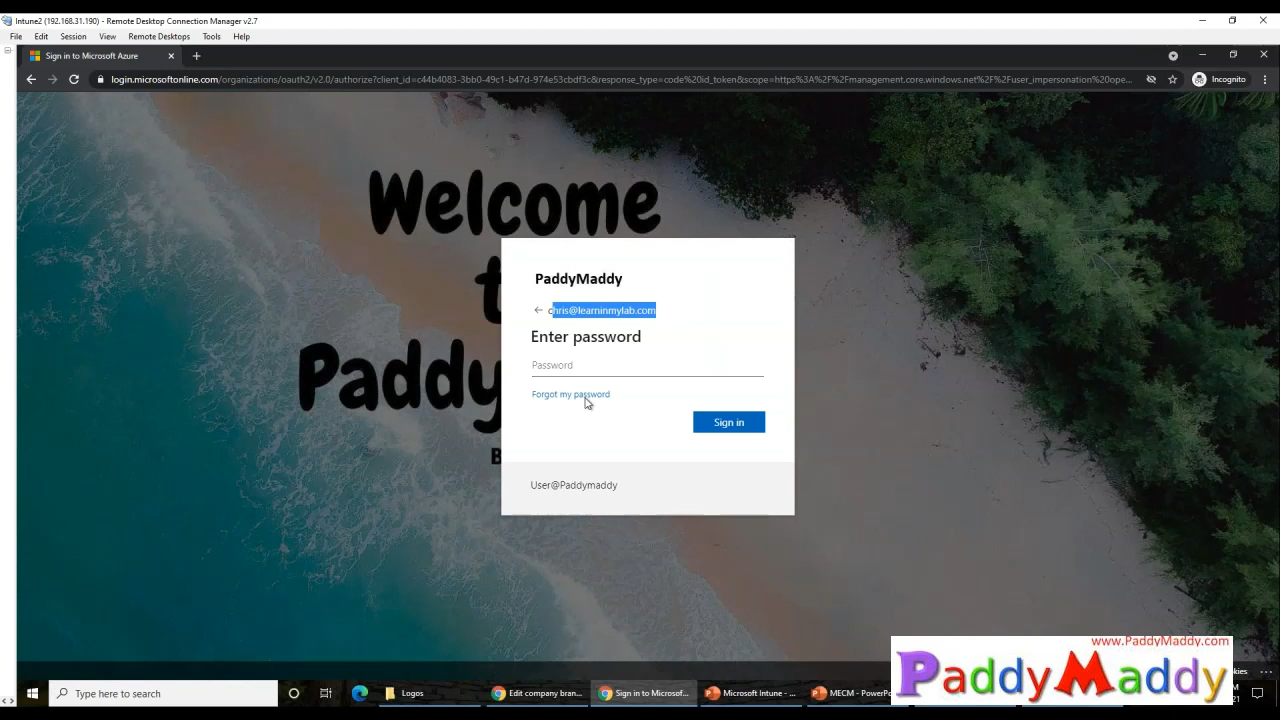 Intune2 (192.168.31.190) - Remote Desktop Connection Manager v2.7
File Edit Session View Remote Desktops Tools Help
Sign in to Microsoft Azure
login.microsoftonline.com/organizations/oauth2/v2.0/authorize?client_id=c44b4083-3bb0-49c1-b47d-974e53cbdf3c&response_type=code%20id_token&scope=https%3A%2F%2Fmanagement.core.windows.net%2F%2Fuser_impersonation%20ope...
Incognito
Welcome
t
Paddy
B
PaddyMaddy
chris@learninmylab.com
Enter password
Password
Forgot my password
Sign in
User@Paddymaddy
www.PaddyMaddy.com
PaddyMaddy
okies ...
Type here to search
Logos
Edit company bran...
Sign in to Microsof...
Microsoft Intune - ...
MECM - PowerPo
M
21